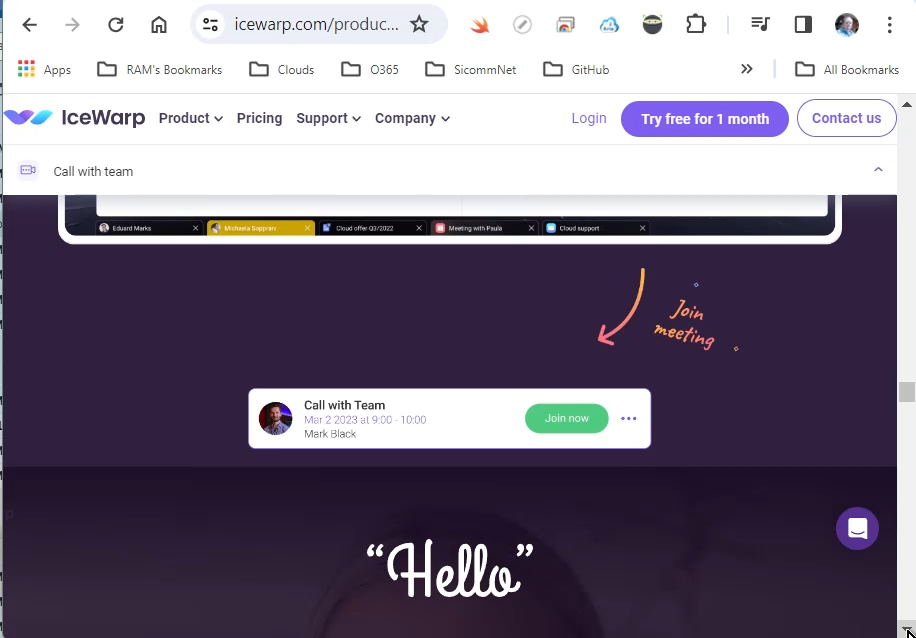 icewarp.com/produc...
Apps
RAM's Bookmarks
Clouds
O365
SicommNet
GitHub
All Bookmarks
IceWarp
Product
Pricing
Support
Company
Login
Try free for 1 month
Contact us
Call with team
Eduard Marks
Michaela Soprrani
Cloud offer Q3/2022
Meeting with Paula
Cloud support
Join
meeting
Call with Team
Mar 2 2023 at 9:00 - 10:00
Mark Black
Join now
“Hello”